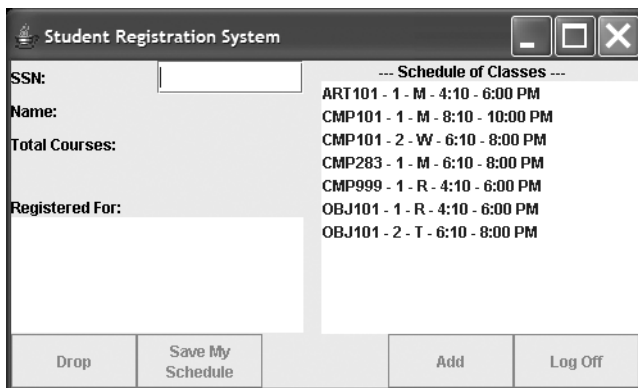 Student Registration System
SSN:
Name:
Total Courses:
Registered For:
--- Schedule of Classes ---
ART101 - 1 - M - 4:10 - 6:00 PM
CMP101 - 1 - M - 8:10 - 10:00 PM
CMP101 - 2 - W - 6:10 - 8:00 PM
CMP283 - 1 - M - 6:10 - 8:00 PM
CMP999 - 1 - R - 4:10 - 6:00 PM
OBJ101 - 1 - R - 4:10 - 6:00 PM
OBJ101 - 2 - T - 6:10 - 8:00 PM
Drop
Save My
Schedule
Add
Log Off